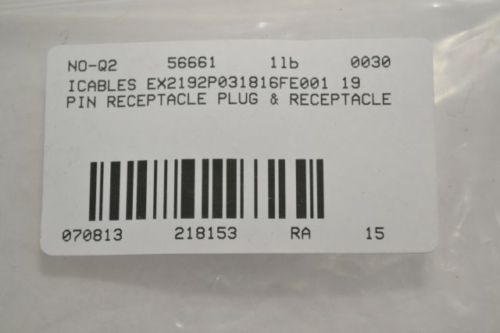 NO-Q2 56661 1lb 0030
ICABLES EX2192P031816FE001 19
PIN RECEPTACLE PLUG & RECEPTACLE
070813 218153 RA 15